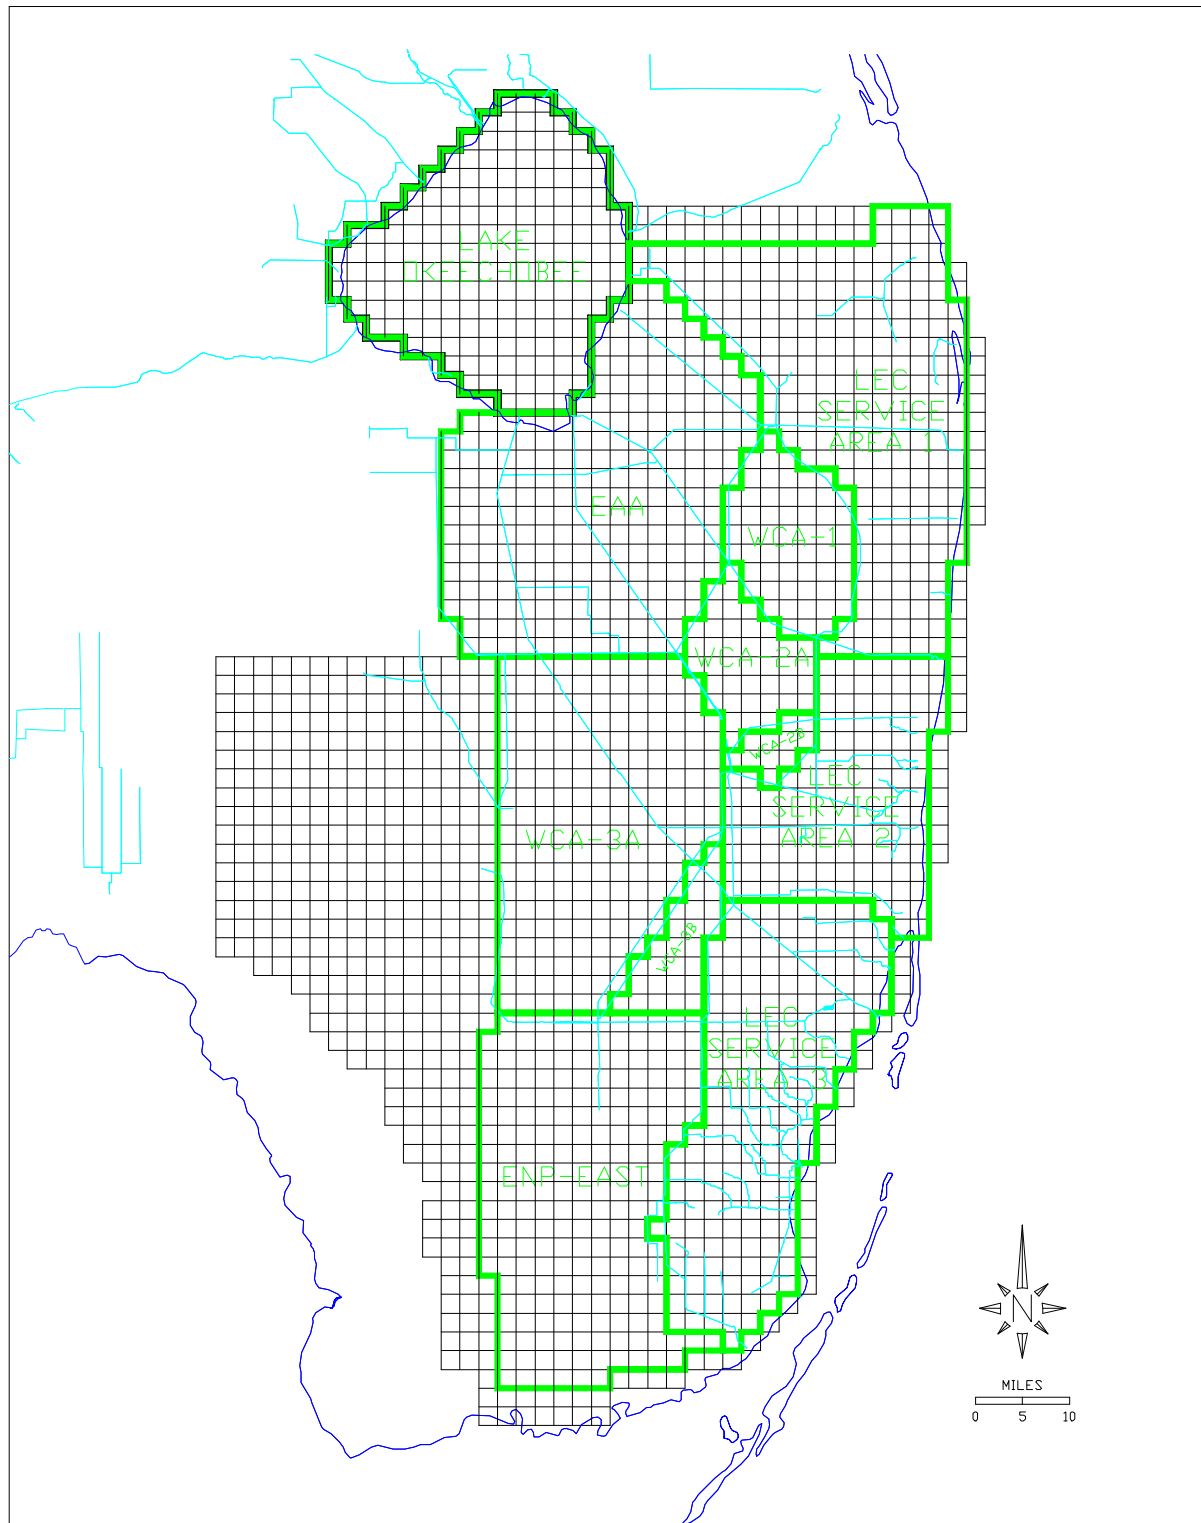 LAKE
OKEECHOBEE
LEC
SERVICE
AREA 1
EAA
WCA-1
WCA-2A
WCA-2B
LEC
SERVICE
AREA 2
WCA-3A
WCA-3B
LEC
SERVICE
AREA 3
ENP-EAST
N
MILES
0 5 10